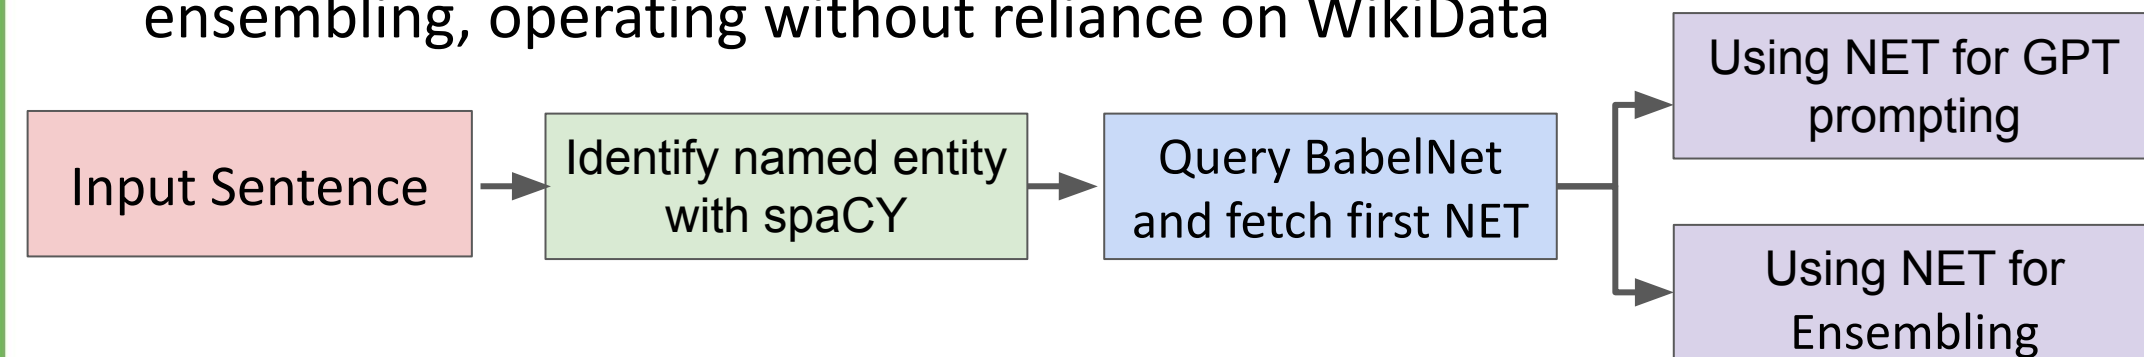 ensembling, operating without reliance on WikiData
Input Sentence
Identify named entity
with spaCY
Query BabelNet
and fetch first NET
Using NET for GPT
prompting
Using NET for
Ensembling